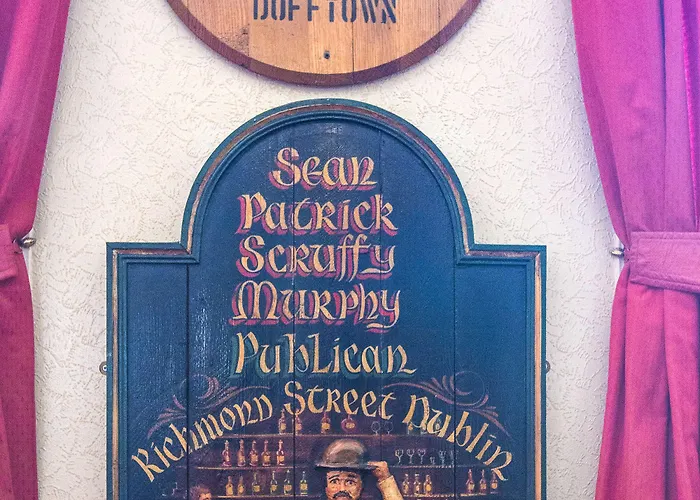 DUFFTOWN
Sean
Patrick
Scruffy
Murphy
Publican
Richmond Street Dublin